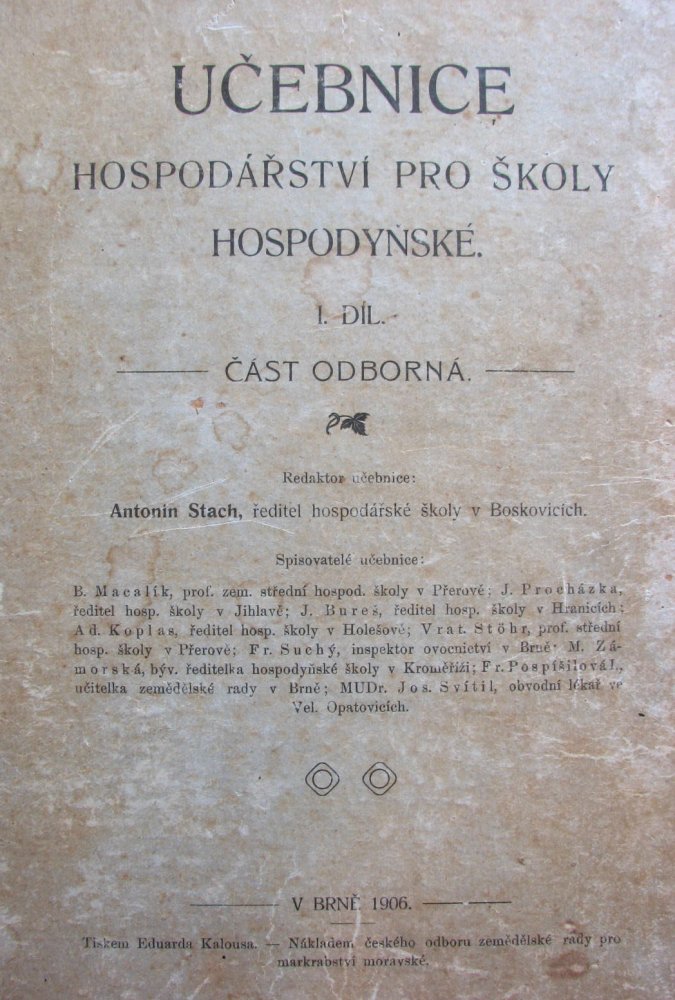 UČEBNICE
HOSPODÁŘSTVÍ PRO ŠKOLY
HOSPODYŇSKÉ.
I. DÍL.
ČÁST ODBORNÁ.
Redaktor učebnice:
Antonin Stach, ředitel hospodářské školy v Boskovicích.
Spisovatelé učebnice:
B. Macalík, prof. zem. střední hospod. školy v Přerově; J. Procházka,
ředitel hosp. školy v Jihlavě; J. Bureš, ředitel hosp. školy v Hranicích;
Ad. Koplas, ředitel hosp. školy v Holešově; Vrat. Stöhr, prof. střední
hosp. školy v Přerově; Fr. Suchý, inspektor ovocnictví v Brně; M. Zá-
morská, býv. ředitelka hospodyňské školy v Kroměříži; Fr. Pospíšilová I.,
učitelka zemědělské rady v Brně; MUDr. Jos. Svítil, obvodní lékař ve
Vel. Opatovicích.
V BRNĚ 1906.
Tiskem Eduarda Kalousa. — Nákladem českého odboru zemědělské rady pro
markrabství moravské.